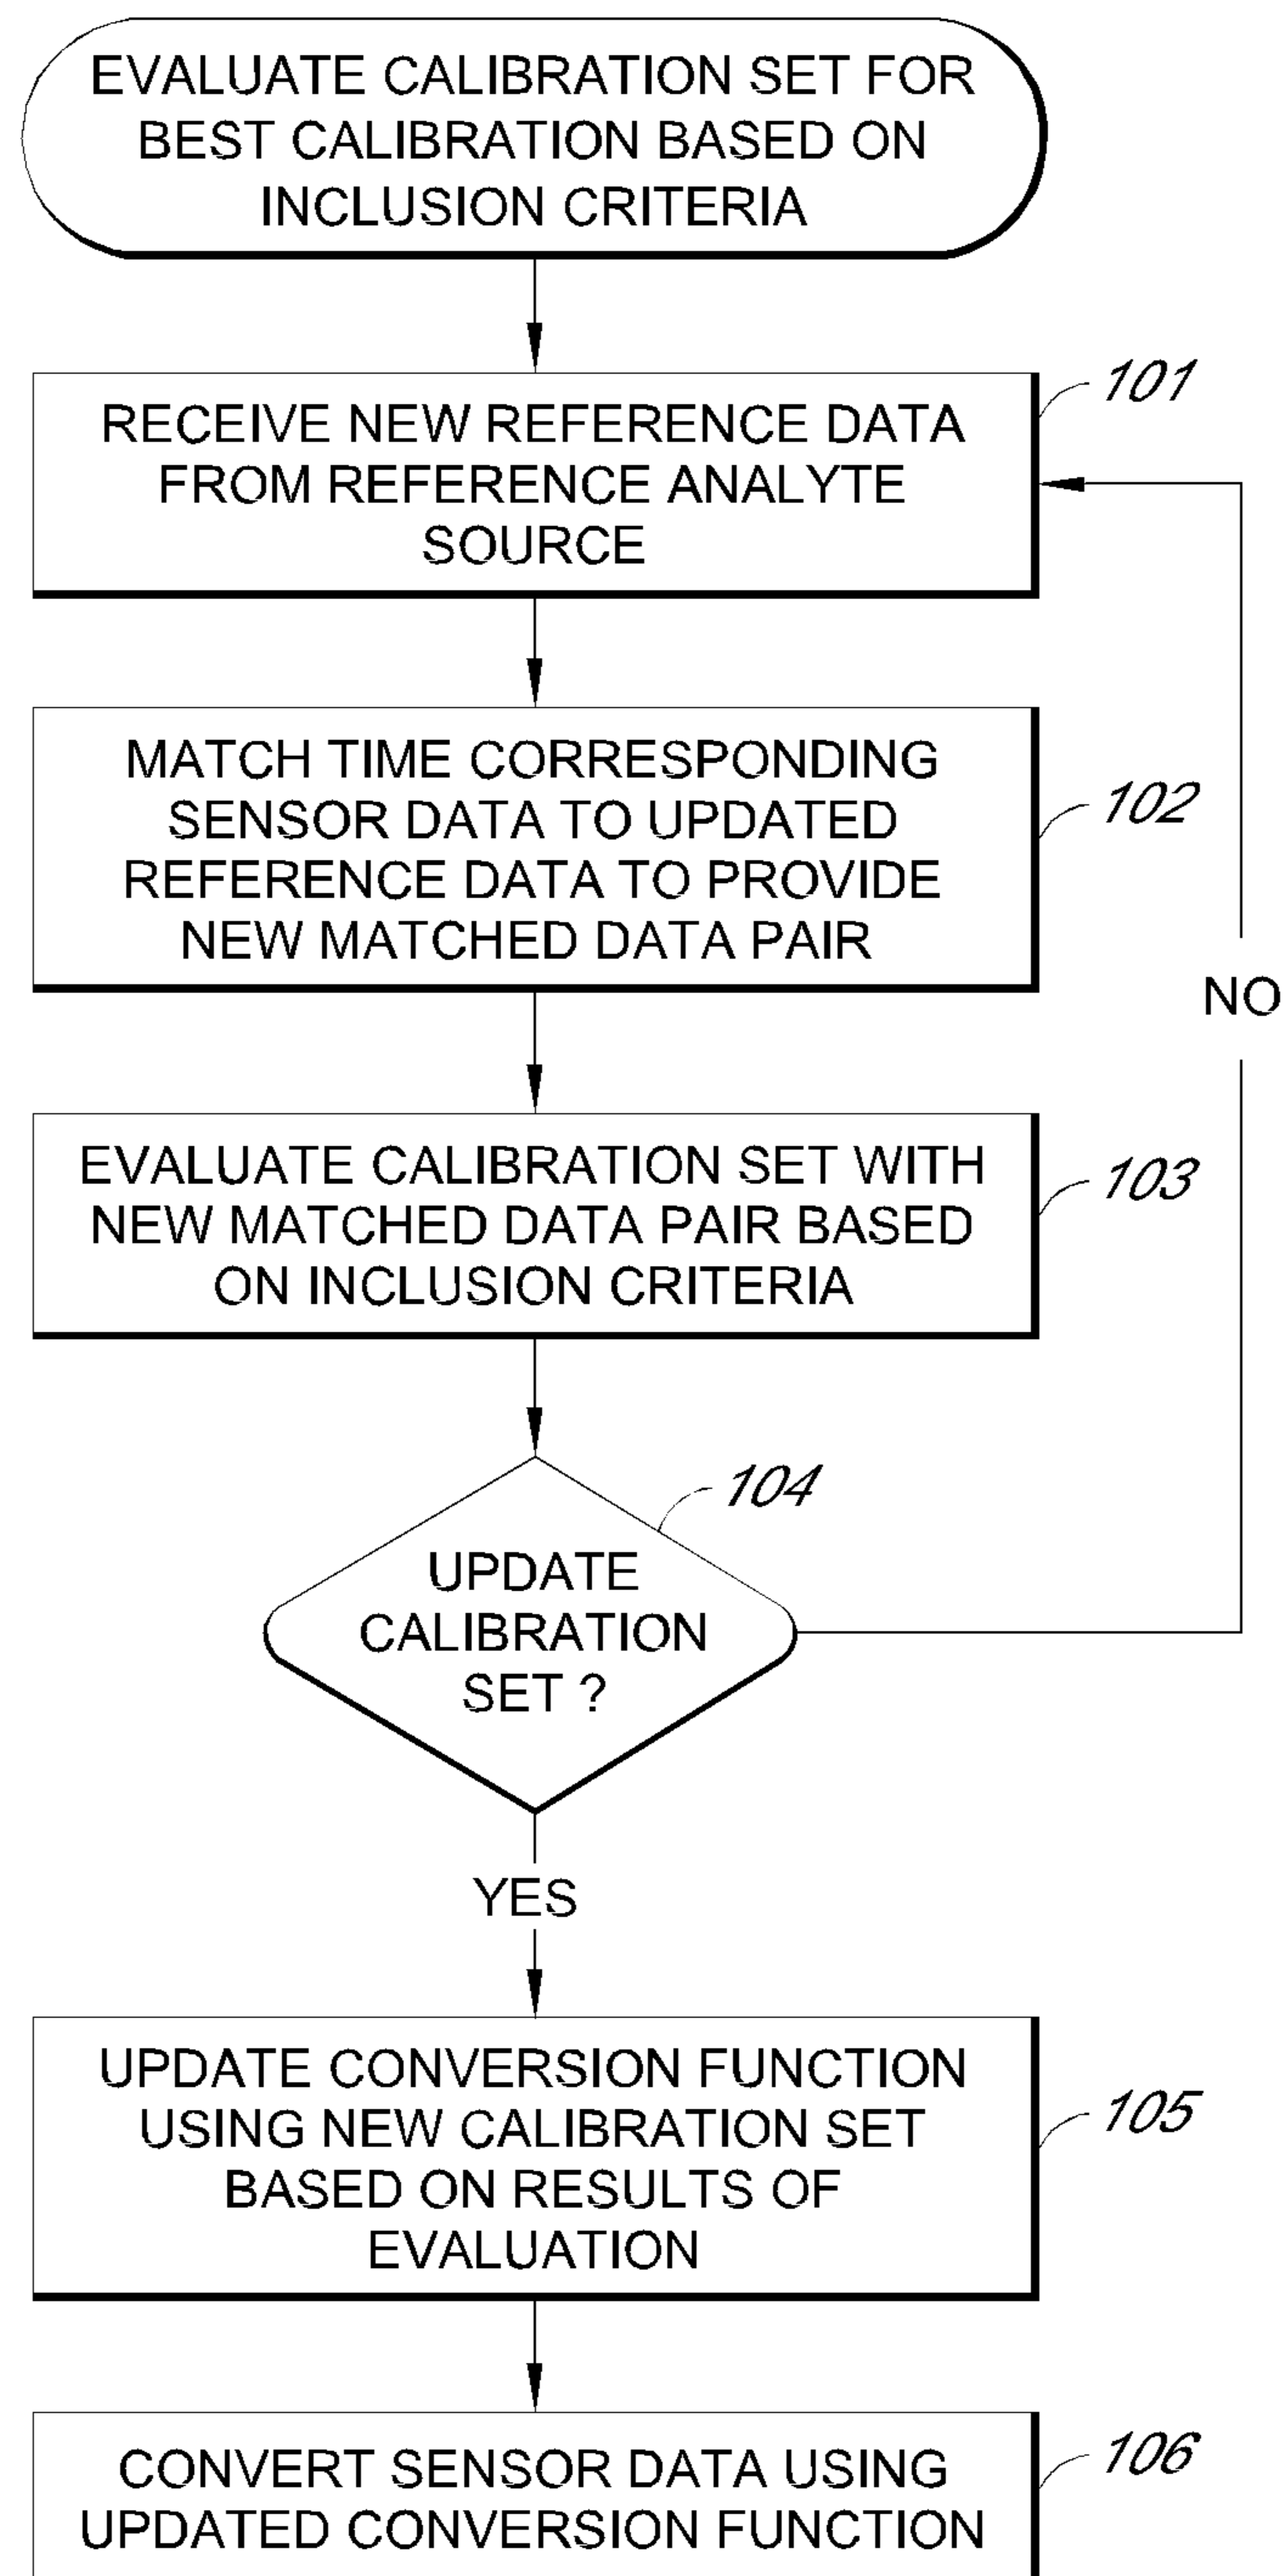 EVALUATE CALIBRATION SET FOR
BEST CALIBRATION BASED ON
INCLUSION CRITERIA
101
RECEIVE NEW REFERENCE DATA
FROM REFERENCE ANALYTE
SOURCE
102
MATCH TIME CORRESPONDING
SENSOR DATA TO UPDATED
REFERENCE DATA TO PROVIDE
NEW MATCHED DATA PAIR
NO
103
EVALUATE CALIBRATION SET WITH
NEW MATCHED DATA PAIR BASED
ON INCLUSION CRITERIA
104
UPDATE
CALIBRATION
SET ?
YES
105
UPDATE CONVERSION FUNCTION
USING NEW CALIBRATION SET
BASED ON RESULTS OF
EVALUATION
106
CONVERT SENSOR DATA USING
UPDATED CONVERSION FUNCTION